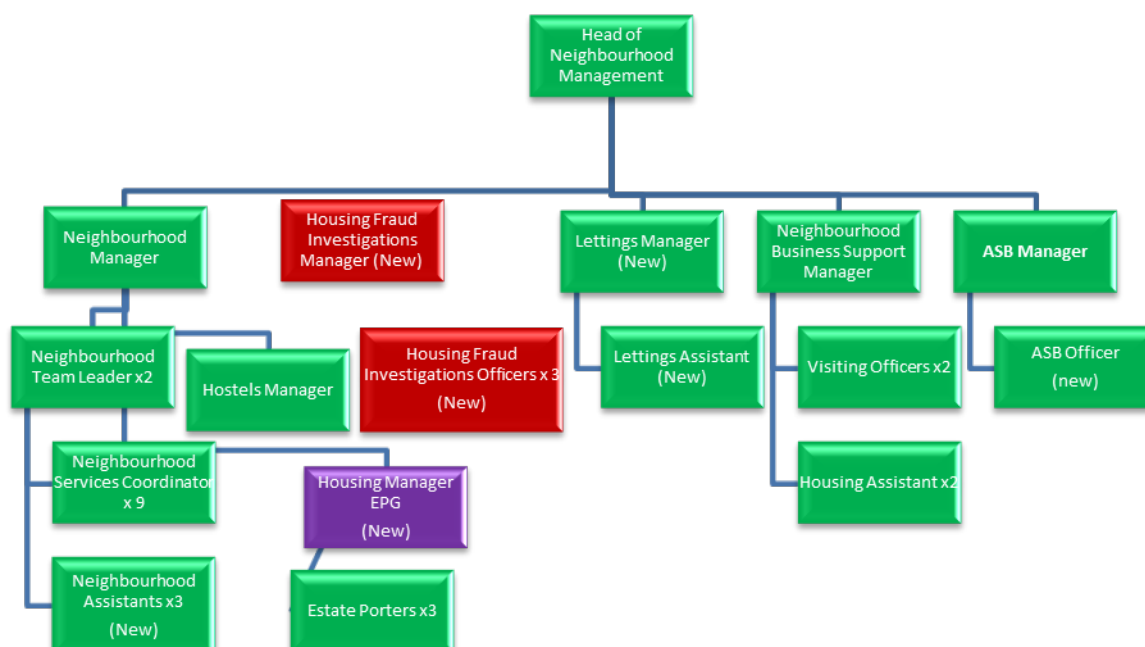 Head of
Neighbourhood
Management
Neighbourhood
Manager
Housing Fraud
Investigations
Manager (New)
Lettings Manager
(New)
Neighbourhood
Business Support
Manager
ASB Manager
Neighbourhood
Team Leader x2
Hostels Manager
Housing Fraud
Investigations Officers x 3
(New)
Lettings Assistant
(New)
Visiting Officers x2
ASB Officer
(new)
Neighbourhood
Services Coordinator
x 9
Housing Manager
EPG
(New)
Housing Assistant x2
Neighbourhood
Assistants x3
(New)
Estate Porters x3